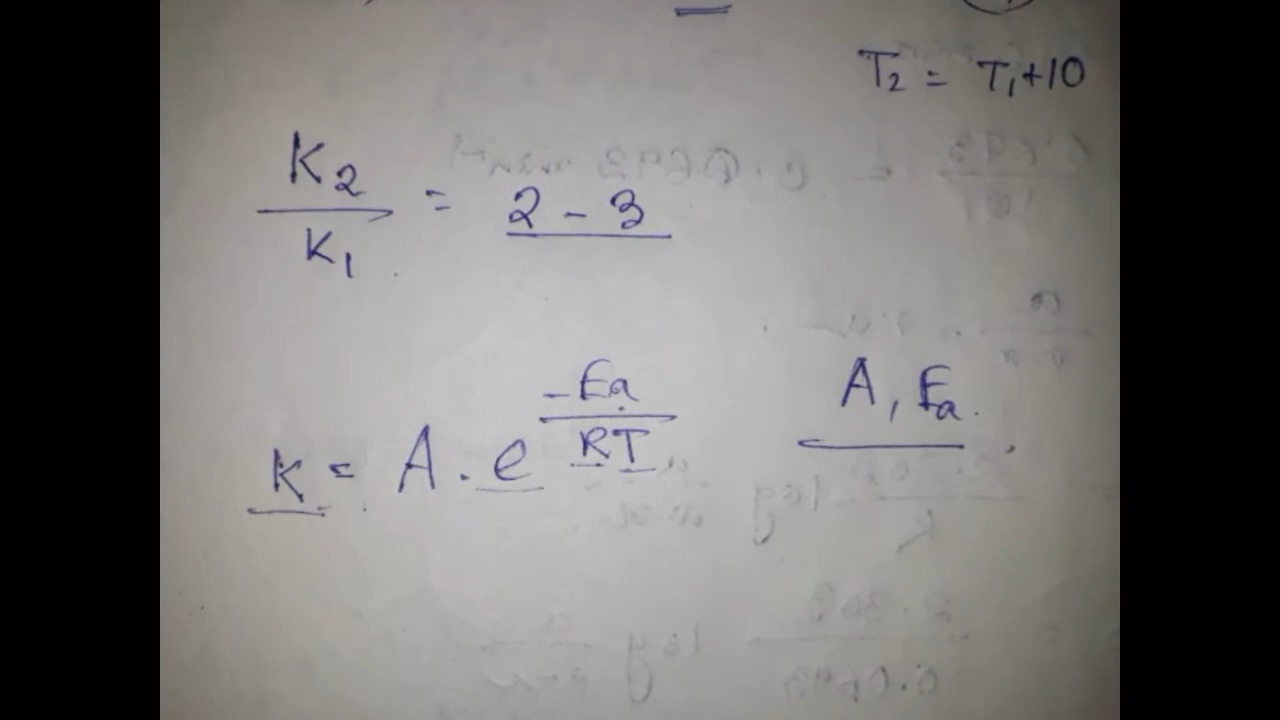 T₂ = T₁+10
K₂/K₁ = 2 - 3
k = A . e^(-Ea/RT)
A, Ea.